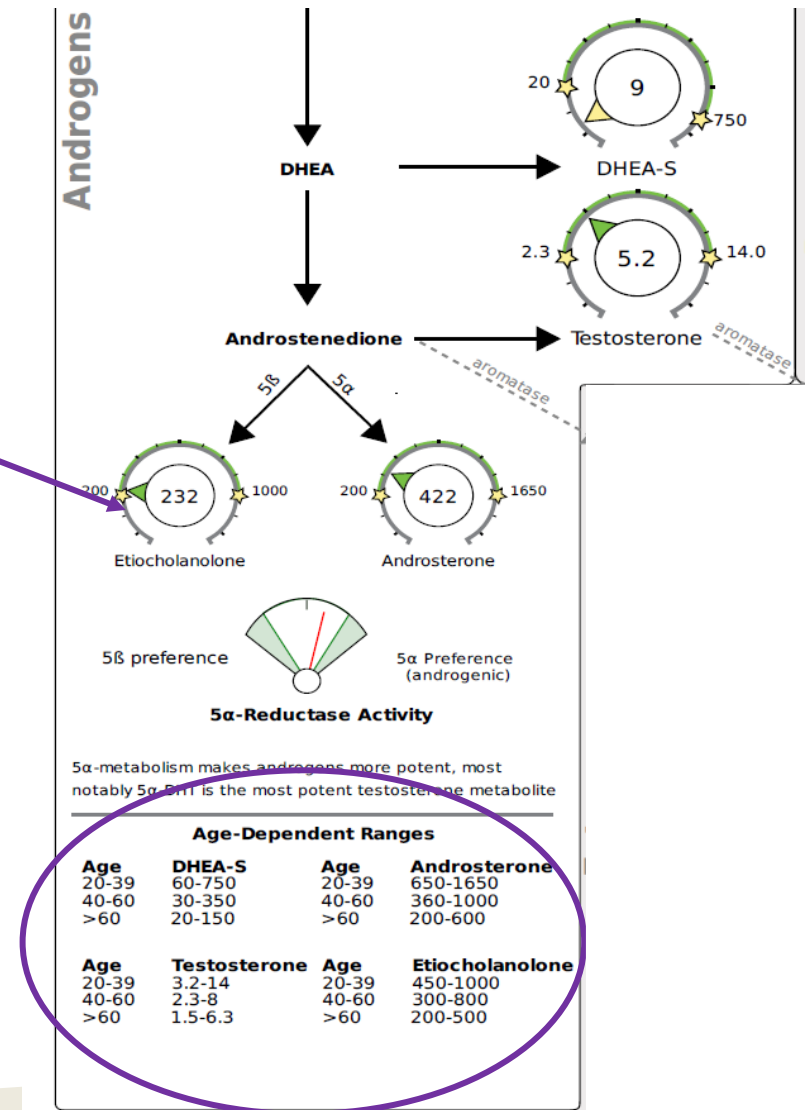 Androgens
20
9
750
DHEA
DHEA-S
2.3
5.2
14.0
Androstenedione
Testosterone
aromatase
aromatase
5ß
5α
200
232
1000
200
422
1650
Etiocholanolone
Androsterone
5ß preference
5α Preference
(androgenic)
5α-Reductase Activity
5α-metabolism makes androgens more potent, most
notably 5α-DHT is the most potent testosterone metabolite
Age-Dependent Ranges
Age DHEA-S Age Androsterone
20-39 60-750 20-39 650-1650
40-60 30-350 40-60 360-1000
>60 20-150 >60 200-600
Age Testosterone Age Etiocholanolone
20-39 3.2-14 20-39 450-1000
40-60 2.3-8 40-60 300-800
>60 1.5-6.3 >60 200-500